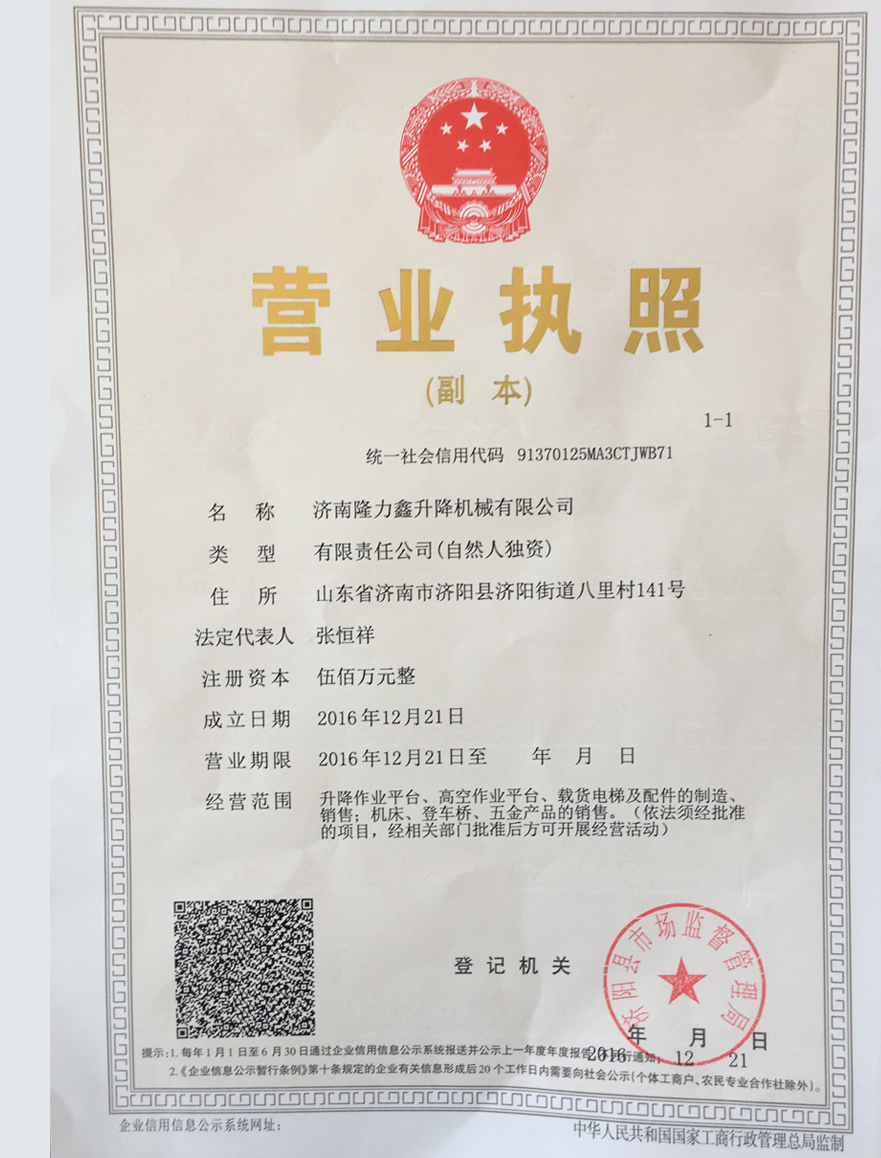 营业执照
(副 本)
1-1
统一社会信用代码 91370125MA3CTJWB71
名称 济南隆力鑫升降机械有限公司
类型 有限责任公司(自然人独资)
住所 山东省济南市济阳县济阳街道八里村141号
法定代表人 张恒祥
注册资本 伍佰万元整
成立日期 2016年12月21日
营业期限 2016年12月21日至 年 月 日
经营范围 升降作业平台、高空作业平台、载货电梯及配件的制造、
销售；机床、登车桥、五金产品的销售。（依法须经批准
的项目，经相关部门批准后方可开展经营活动）
济阳县市场监督管理局
登记机关
年 月 日
2016 12 21
提示:1.每年1月1日至6月30日通过企业信用信息公示系统报送并公示上一年度年度报告,不另行通知;
2.《企业信息公示暂行条例》第十条规定的企业有关信息形成后20个工作日内需要向社会公示(个体工商户、农民专业合作社除外)。
企业信用信息公示系统网址:
中华人民共和国国家工商行政管理总局监制